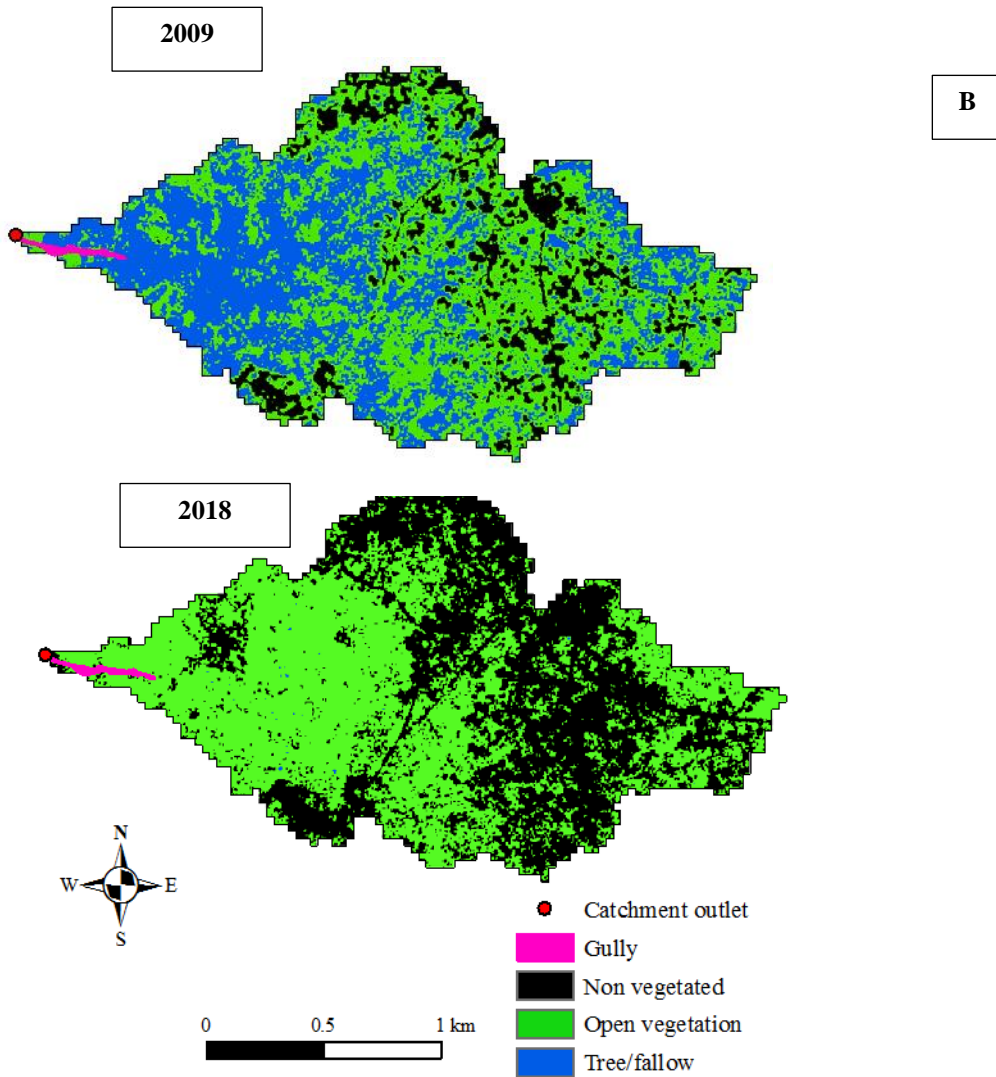 2009
B
2018
N
W E
S
Catchment outlet
Gully
Non vegetated
Open vegetation
Tree/fallow
0 0.5 1 km